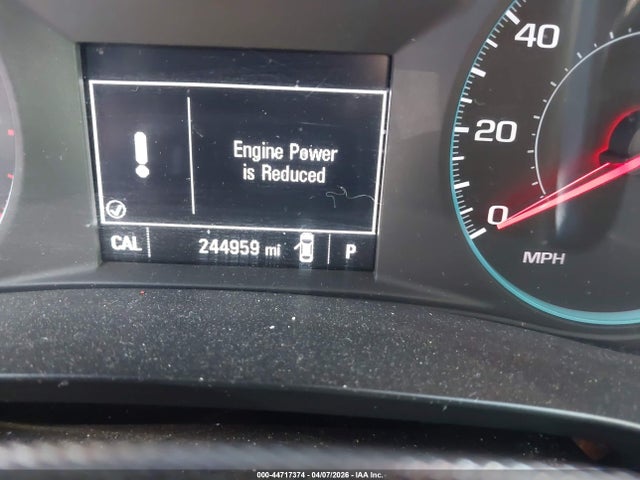 40
20
0
MPH
Engine Power
is Reduced
CAL 244959 mi P
000-44717374 | 04/07/2026 - IAA Inc.